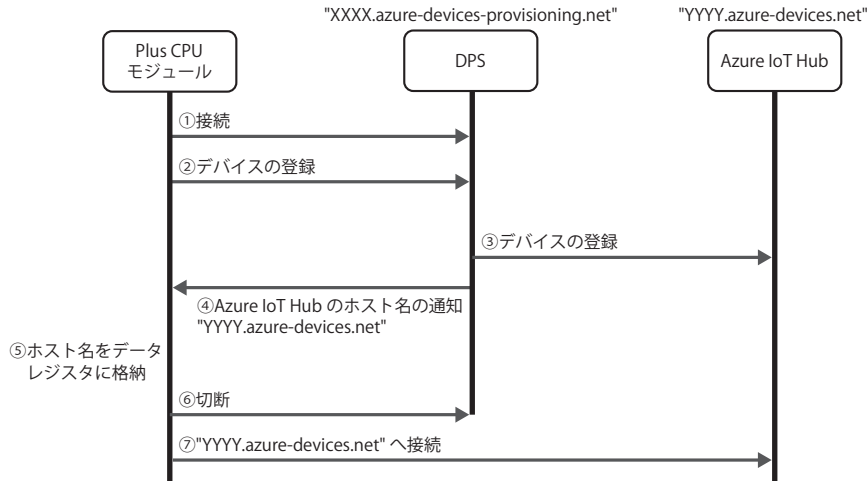 "XXXX.azure-devices-provisioning.net"
"YYYY.azure-devices.net"
Plus CPU
モジュール
DPS
Azure IoT Hub
①接続
②デバイスの登録
③デバイスの登録
④Azure IoT Hub のホスト名の通知
"YYYY.azure-devices.net"
⑤ホスト名をデータ
レジスタに格納
⑥切断
⑦"YYYY.azure-devices.net" へ接続